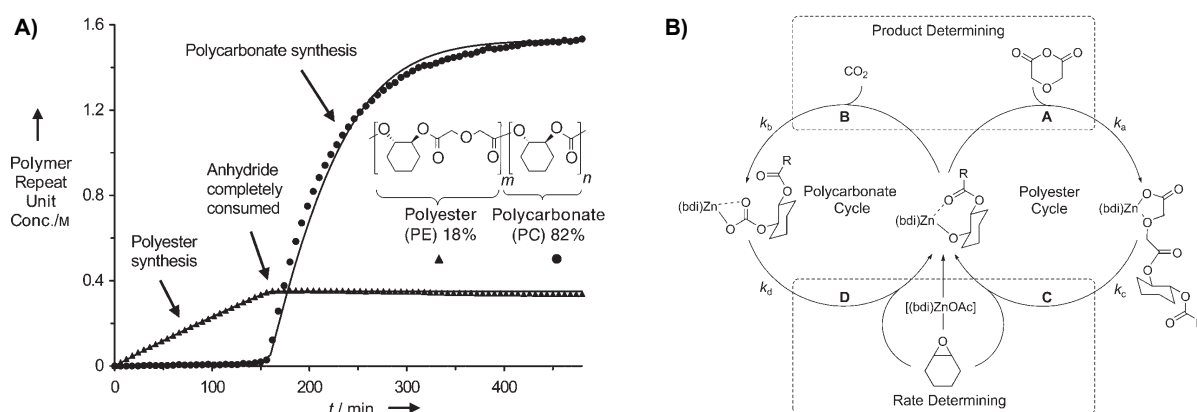 A)
1.6
1.2
0.8
0.4
0
Polymer
Repeat
Unit
Conc./M
0
100
200
300
400
t / min
Polycarbonate synthesis
Anhydride
completely
consumed
Polyester
synthesis
O
O
O
O
O
m
O
O
O
n
Polyester
(PE) 18%
Polycarbonate
(PC) 82%
B)
Product Determining
O
O
O
O
CO2
B
A
kb
ka
R
O
O
(bdi)Zn
O
O
O
Polycarbonate
Cycle
R
O
O
(bdi)Zn
O
Polyester
Cycle
O
O
(bdi)Zn
O
O
O
O
O
kd
kc
D
C
[(bdi)ZnOAc]
O
Rate Determining